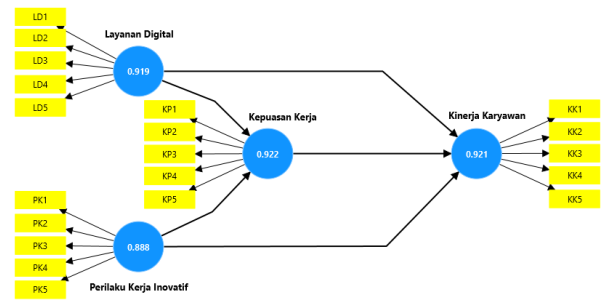 LD1
LD2
LD3
LD4
LD5
Layanan Digital
0.919
KP1
KP2
KP3
KP4
KP5
Kepuasan Kerja
0.922
Kinerja Karyawan
0.921
KK1
KK2
KK3
KK4
KK5
PK1
PK2
PK3
PK4
PK5
0.888
Perilaku Kerja Inovatif